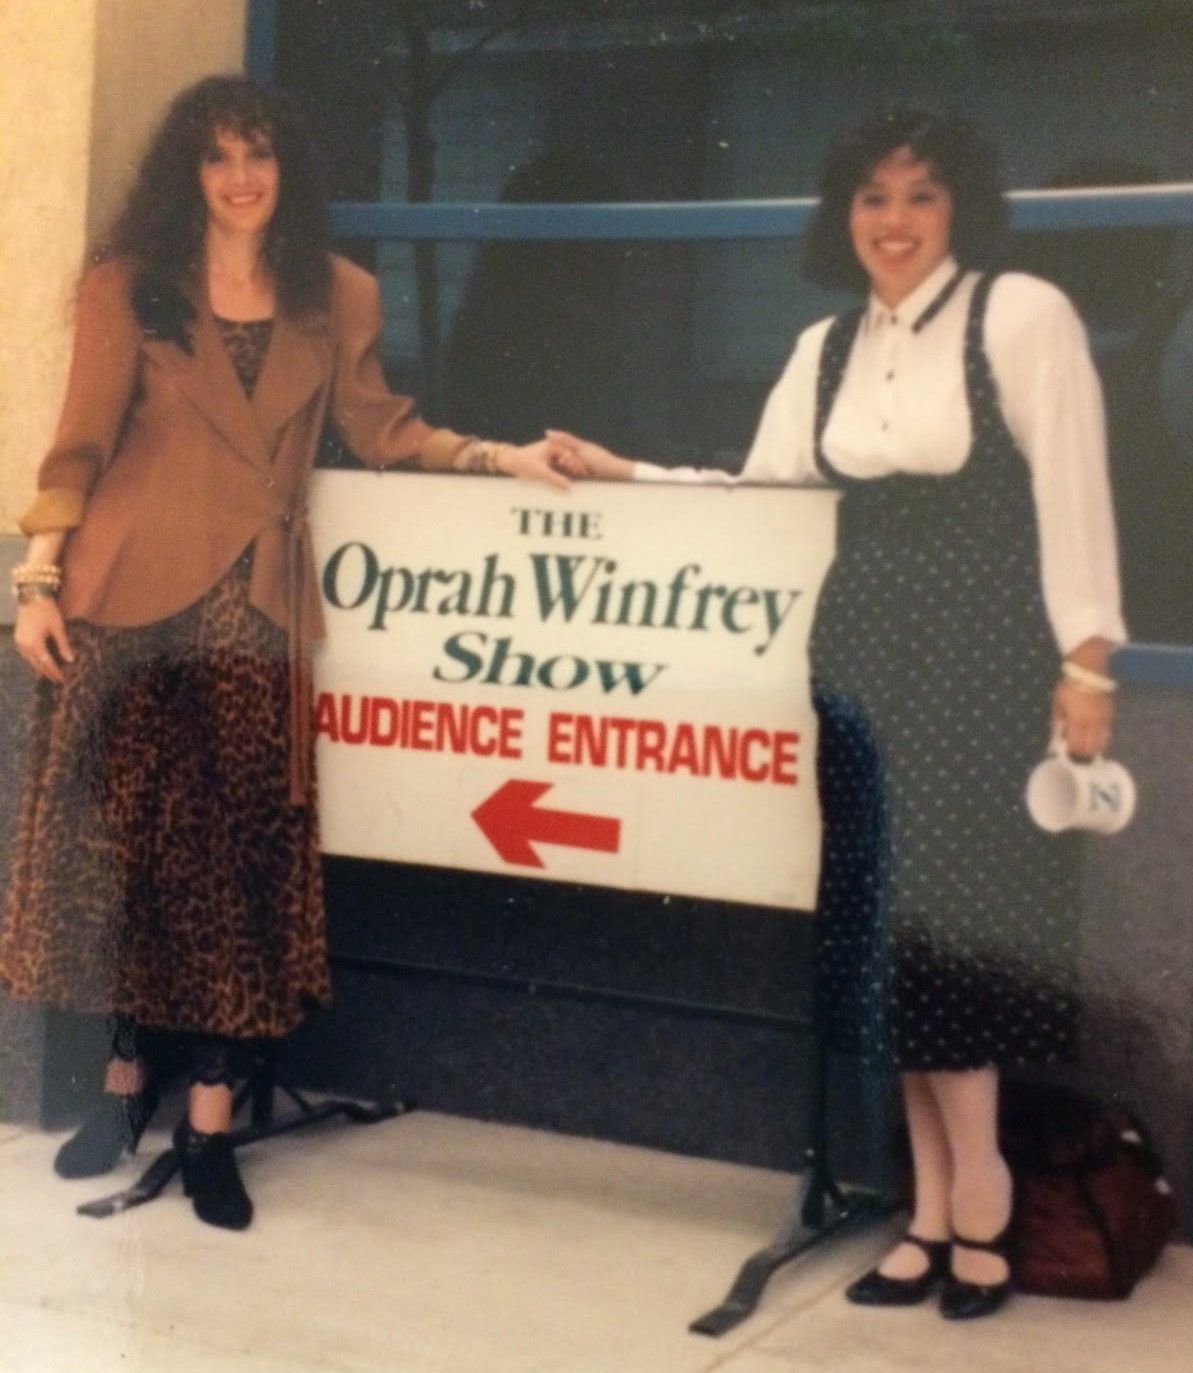 THE
Oprah Winfrey
Show
AUDIENCE ENTRANCE